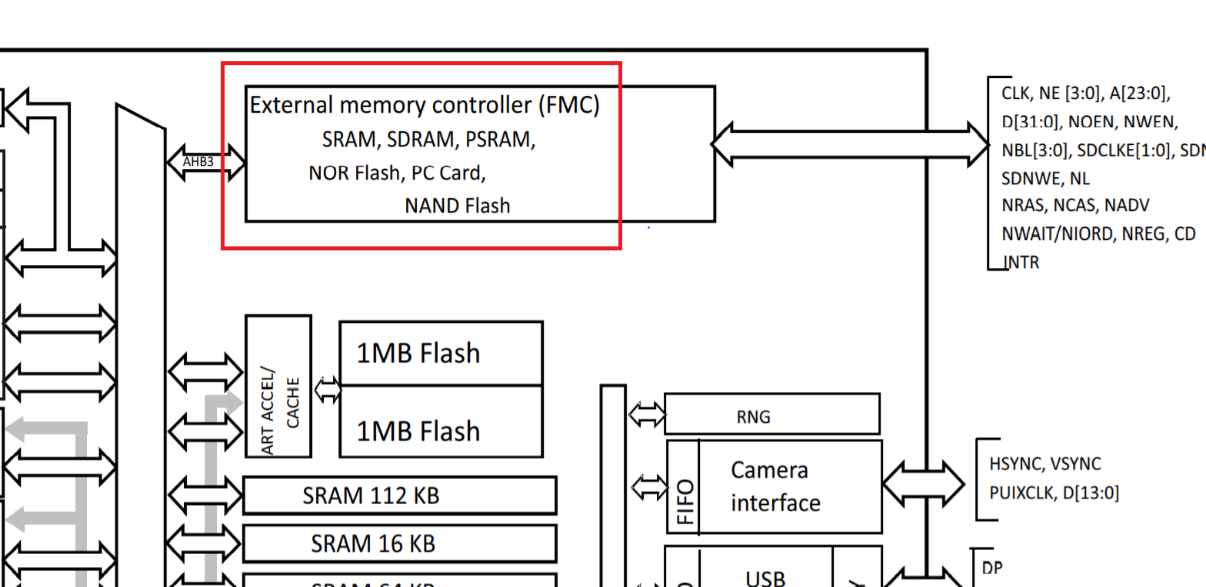 External memory controller (FMC)
SRAM, SDRAM, PSRAM,
NOR Flash, PC Card,
NAND Flash
AHB3
CLK, NE [3:0], A[23:0],
D[31:0], NOEN, NWEN,
NBL[3:0], SDCLKE[1:0], SDN
SDNWE, NL
NRAS, NCAS, NADV
NWAIT/NIORD, NREG, CD
INTR
ART ACCEL/
CACHE
1MB Flash
1MB Flash
RNG
SRAM 112 KB
SRAM 16 KB
FIFO
Camera
interface
HSYNC, VSYNC
PUIXCLK, D[13:0]
USB
DP